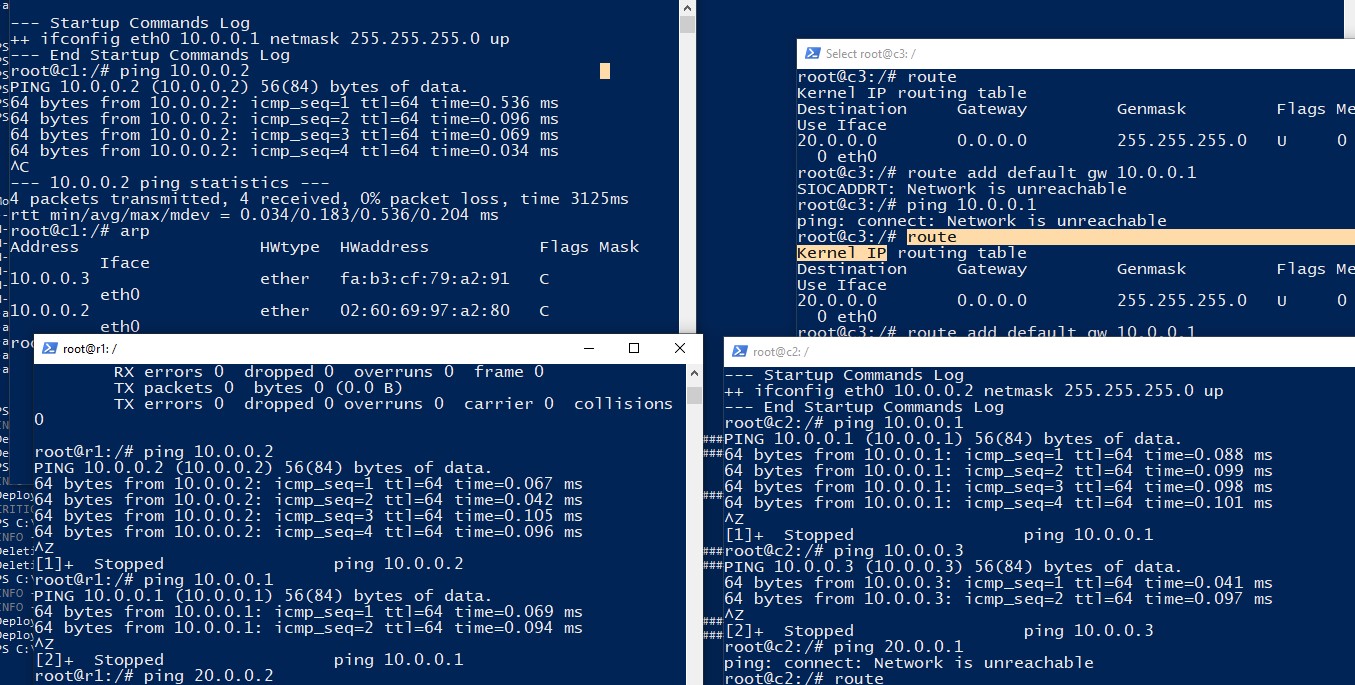 --- Startup Commands Log
++ ifconfig eth0 10.0.0.1 netmask 255.255.255.0 up
--- End Startup Commands Log
root@c1:/# ping 10.0.0.2
PING 10.0.0.2 (10.0.0.2) 56(84) bytes of data.
64 bytes from 10.0.0.2: icmp_seq=1 ttl=64 time=0.536 ms
64 bytes from 10.0.0.2: icmp_seq=2 ttl=64 time=0.096 ms
64 bytes from 10.0.0.2: icmp_seq=3 ttl=64 time=0.069 ms
64 bytes from 10.0.0.2: icmp_seq=4 ttl=64 time=0.034 ms
^C
--- 10.0.0.2 ping statistics ---
4 packets transmitted, 4 received, 0% packet loss, time 3125ms
rtt min/avg/max/mdev = 0.034/0.183/0.536/0.204 ms
root@c1:/# arp
Address HWtype HWaddress Flags Mask
Iface
10.0.0.3 ether fa:b3:cf:79:a2:91 C
eth0
10.0.0.2 ether 02:60:69:97:a2:80 C
eth0
Select root@c3: /
root@c3:/# route
Kernel IP routing table
Destination Gateway Genmask Flags Me
Use Iface
20.0.0.0 0.0.0.0 255.255.255.0 U 0
0 eth0
root@c3:/# route add default gw 10.0.0.1
SIOCADDRT: Network is unreachable
root@c3:/# ping 10.0.0.1
ping: connect: Network is unreachable
root@c3:/# route
Kernel IP routing table
Destination Gateway Genmask Flags Me
Use Iface
20.0.0.0 0.0.0.0 255.255.255.0 U 0
0 eth0
root@c3:/# route add default gw 10.0.0.1
root@r1: /
RX errors 0 dropped 0 overruns 0 frame 0
TX packets 0 bytes 0 (0.0 B)
TX errors 0 dropped 0 overruns 0 carrier 0 collisions
0
root@r1:/# ping 10.0.0.2
PING 10.0.0.2 (10.0.0.2) 56(84) bytes of data.
64 bytes from 10.0.0.2: icmp_seq=1 ttl=64 time=0.067 ms
64 bytes from 10.0.0.2: icmp_seq=2 ttl=64 time=0.042 ms
64 bytes from 10.0.0.2: icmp_seq=3 ttl=64 time=0.105 ms
64 bytes from 10.0.0.2: icmp_seq=4 ttl=64 time=0.096 ms
^Z
[1]+ Stopped ping 10.0.0.2
root@r1:/# ping 10.0.0.1
PING 10.0.0.1 (10.0.0.1) 56(84) bytes of data.
64 bytes from 10.0.0.1: icmp_seq=1 ttl=64 time=0.069 ms
64 bytes from 10.0.0.1: icmp_seq=2 ttl=64 time=0.094 ms
^Z
[2]+ Stopped ping 10.0.0.1
root@r1:/# ping 20.0.0.2
root@c2: /
--- Startup Commands Log
++ ifconfig eth0 10.0.0.2 netmask 255.255.255.0 up
--- End Startup Commands Log
root@c2:/# ping 10.0.0.1
PING 10.0.0.1 (10.0.0.1) 56(84) bytes of data.
64 bytes from 10.0.0.1: icmp_seq=1 ttl=64 time=0.088 ms
64 bytes from 10.0.0.1: icmp_seq=2 ttl=64 time=0.099 ms
64 bytes from 10.0.0.1: icmp_seq=3 ttl=64 time=0.098 ms
64 bytes from 10.0.0.1: icmp_seq=4 ttl=64 time=0.101 ms
^Z
[1]+ Stopped ping 10.0.0.1
root@c2:/# ping 10.0.0.3
PING 10.0.0.3 (10.0.0.3) 56(84) bytes of data.
64 bytes from 10.0.0.3: icmp_seq=1 ttl=64 time=0.041 ms
64 bytes from 10.0.0.3: icmp_seq=2 ttl=64 time=0.097 ms
^Z
[2]+ Stopped ping 10.0.0.3
root@c2:/# ping 20.0.0.1
ping: connect: Network is unreachable
root@c2:/# route